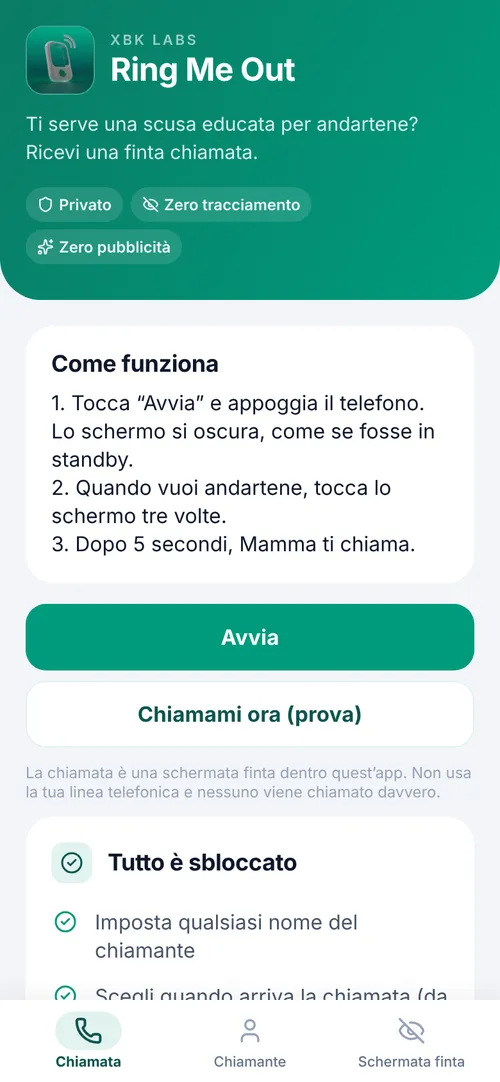 XBK LABS
Ring Me Out
Ti serve una scusa educata per andartene?
Ricevi una finta chiamata.
Privato
Zero tracciamento
Zero pubblicità
Come funziona
1. Tocca “Avvia” e appoggia il telefono.
Lo schermo si oscura, come se fosse in
standby.
2. Quando vuoi andartene, tocca lo
schermo tre volte.
3. Dopo 5 secondi, Mamma ti chiama.
Avvia
Chiamami ora (prova)
La chiamata è una schermata finta dentro quest’app. Non usa
la tua linea telefonica e nessuno viene chiamato davvero.
Tutto è sbloccato
Imposta qualsiasi nome del
chiamante
Scegli quando arriva la chiamata (da
Chiamata
Chiamante
Schermata finta